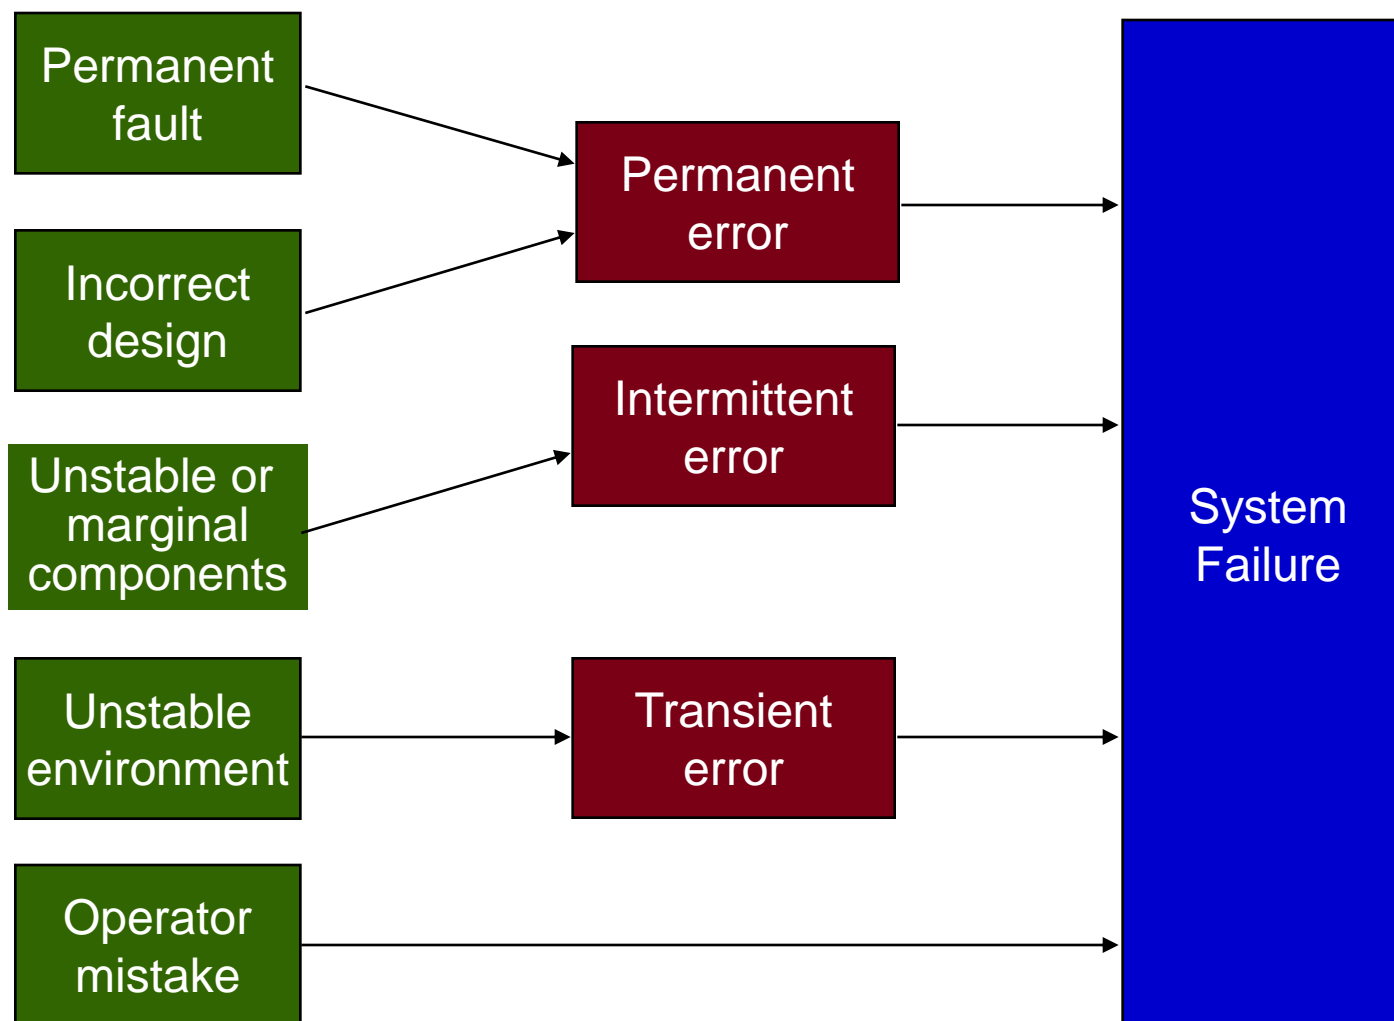 Permanent
fault
Incorrect
design
Unstable or
marginal
components
Unstable
environment
Operator
mistake
Permanent
error
Intermittent
error
Transient
error
System
Failure